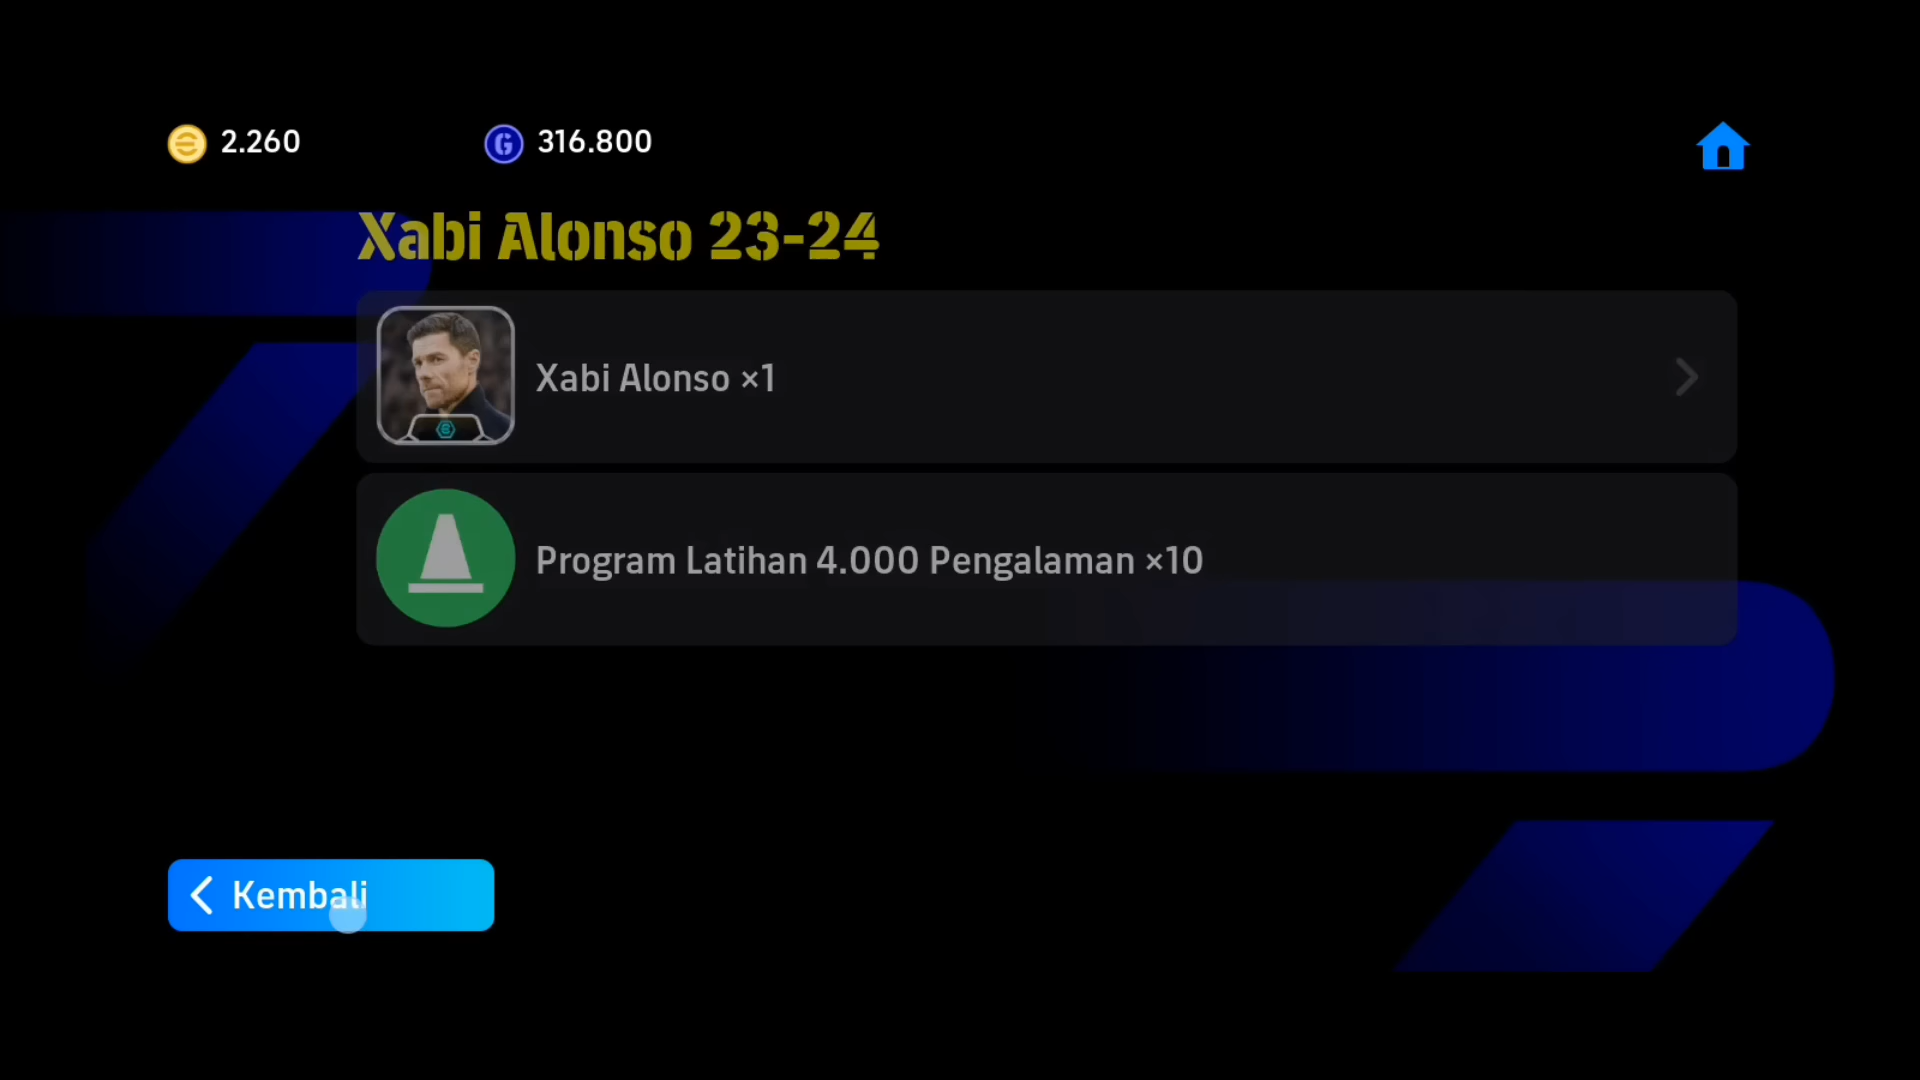 2.260
316.800
Xabi Alonso 23-24
Xabi Alonso ×1
Program Latihan 4.000 Pengalaman ×10
Kembali